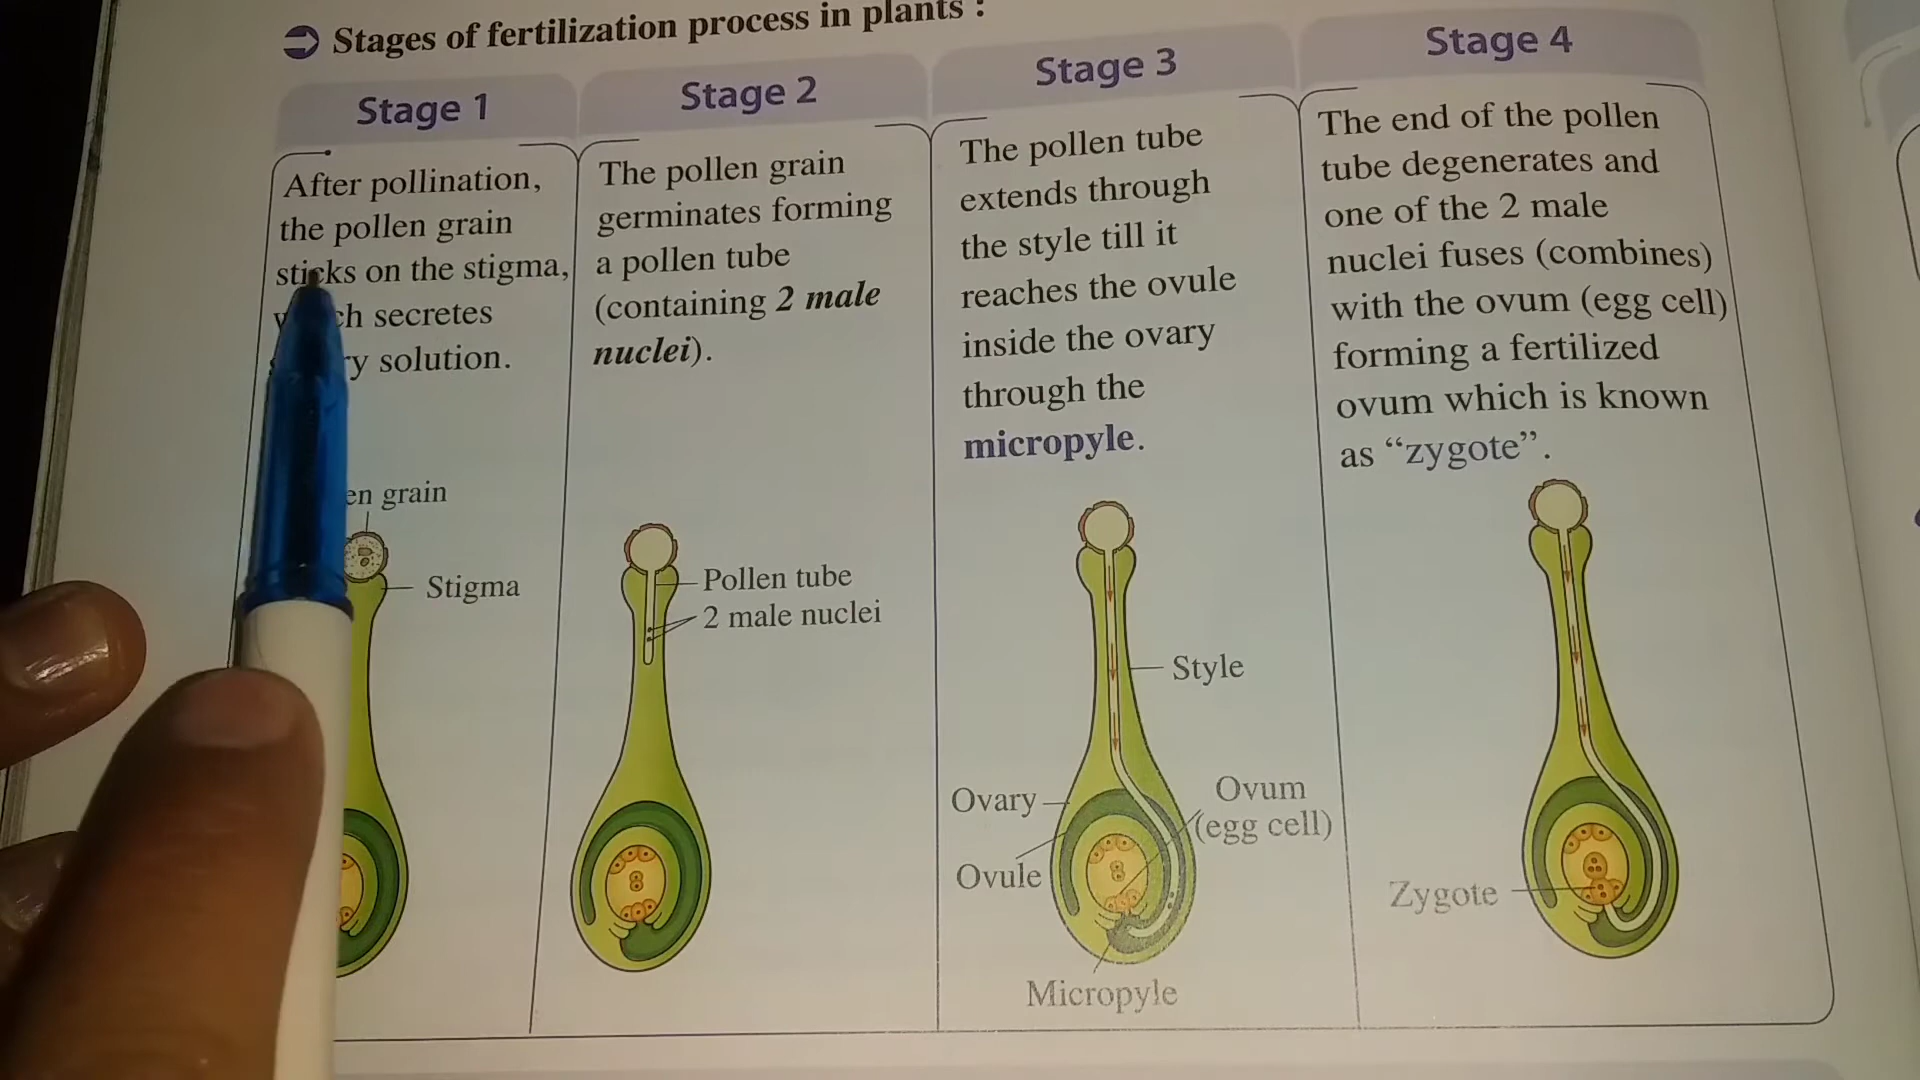 Stages of fertilization process in plants :
Stage 1
After pollination,
the pollen grain
sticks on the stigma,
secretes
solution.
grain
Stigma
Stage 2
The pollen grain
germinates forming
a pollen tube
(containing 2 male
nuclei).
Pollen tube
2 male nuclei
Stage 3
The pollen tube
extends through
the style till it
reaches the ovule
inside the ovary
through the
micropyle.
Style
Ovary
Ovum
(egg cell)
Ovule
Micropyle
Stage 4
The end of the pollen
tube degenerates and
one of the 2 male
nuclei fuses (combines)
with the ovum (egg cell)
forming a fertilized
ovum which is known
as “zygote”.
Zygote